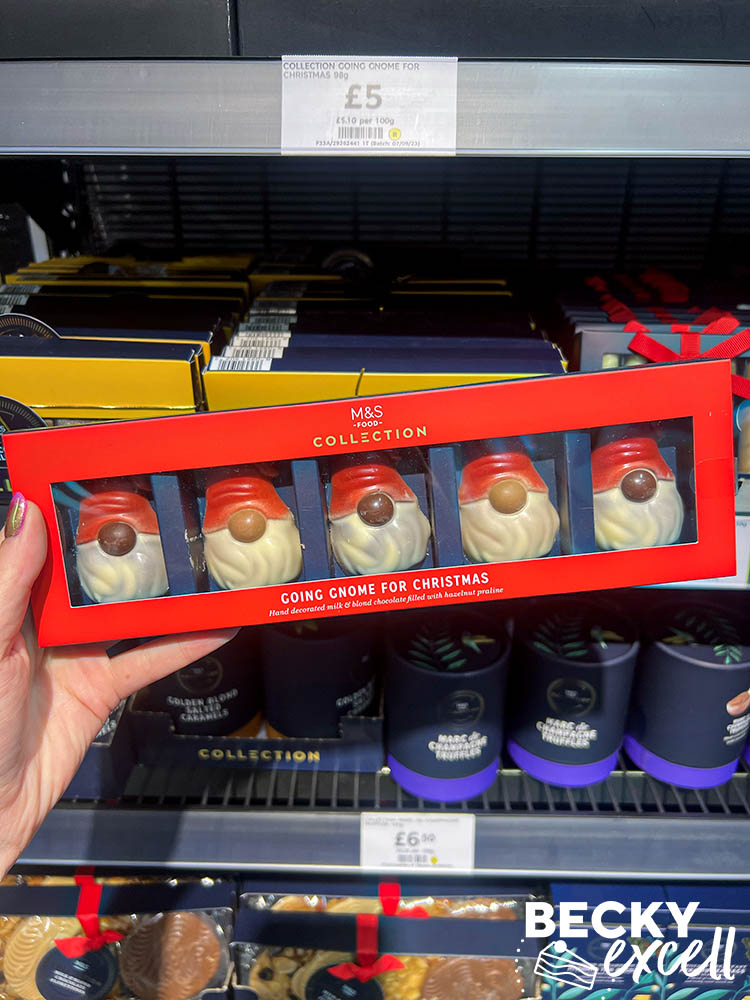 COLLECTION GOING GNOME FOR
CHRISTMAS 98g
£5
£5.10 per 100g
M&S
-FOOD-
COLLECTION
GOING GNOME FOR CHRISTMAS
Hand decorated milk & blond chocolate filled with hazelnut praline
GOLDEN BLOND
SALTED
CARAMELS
COLLECTION
MARC de
CHAMPAGNE
TRUFFLES
MARC de
CHAMPAGNE
TRUFFLES
£6.50
BECKY
excell